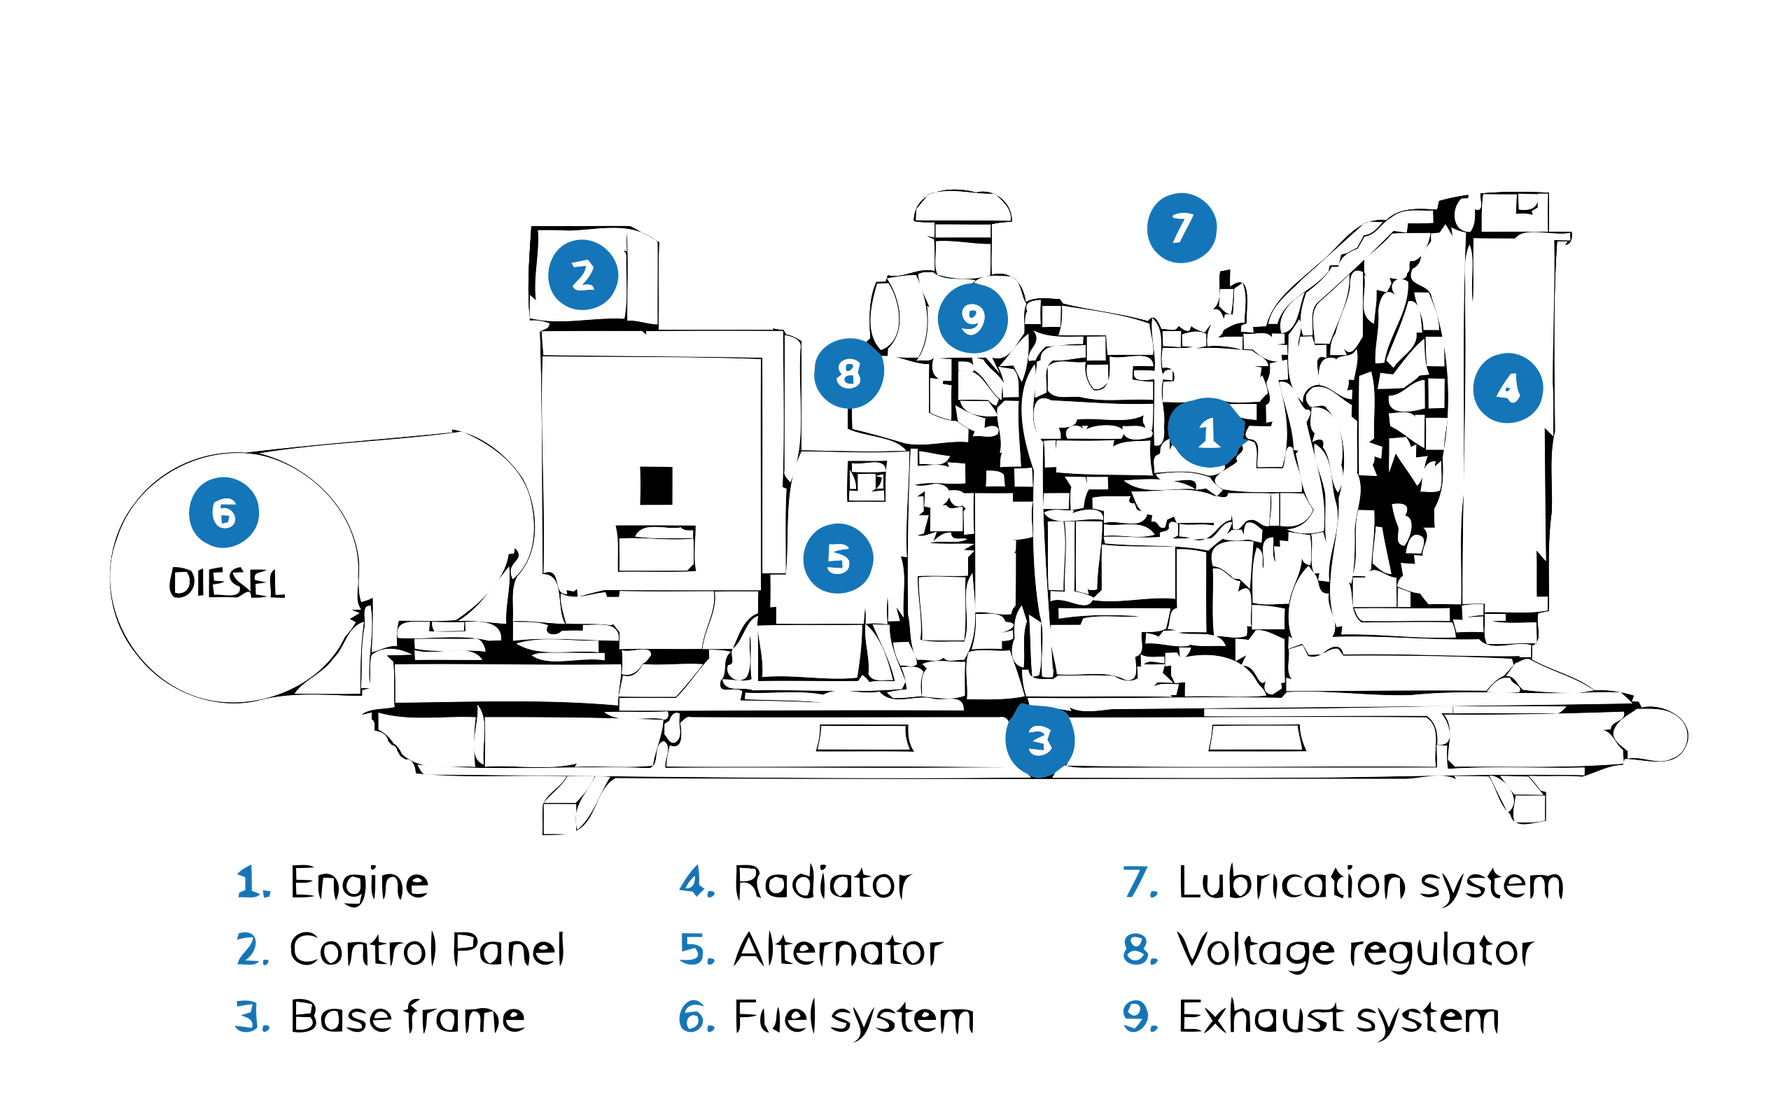 7
2
9
8
4
1
6
5
DIESEL
3
1. Engine
2. Control Panel
3. Base frame
4. Radiator
5. Alternator
6. Fuel system
7. Lubrication system
8. Voltage regulator
9. Exhaust system